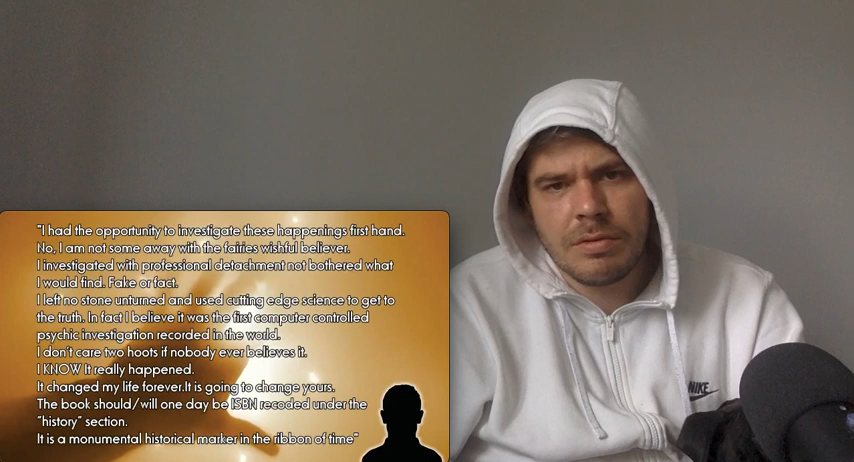 "I had the opportunity to investigate these happenings first hand.
No, I am not some away with the fairies wishful believer.
I investigated with professional detachment not bothered what
I would find. Fake or fact.
I left no stone unturned and used cutting edge science to get to
the truth. In fact I believe it was the first computer controlled
psychic investigation recorded in the world.
I don't care two hoots if nobody ever believes it.
I KNOW It really happened.
It changed my life forever.It is going to change yours.
The book should/will one day be ISBN recoded under the
"history" section.
It is a monumental historical marker in the ribbon of time"
NIKE